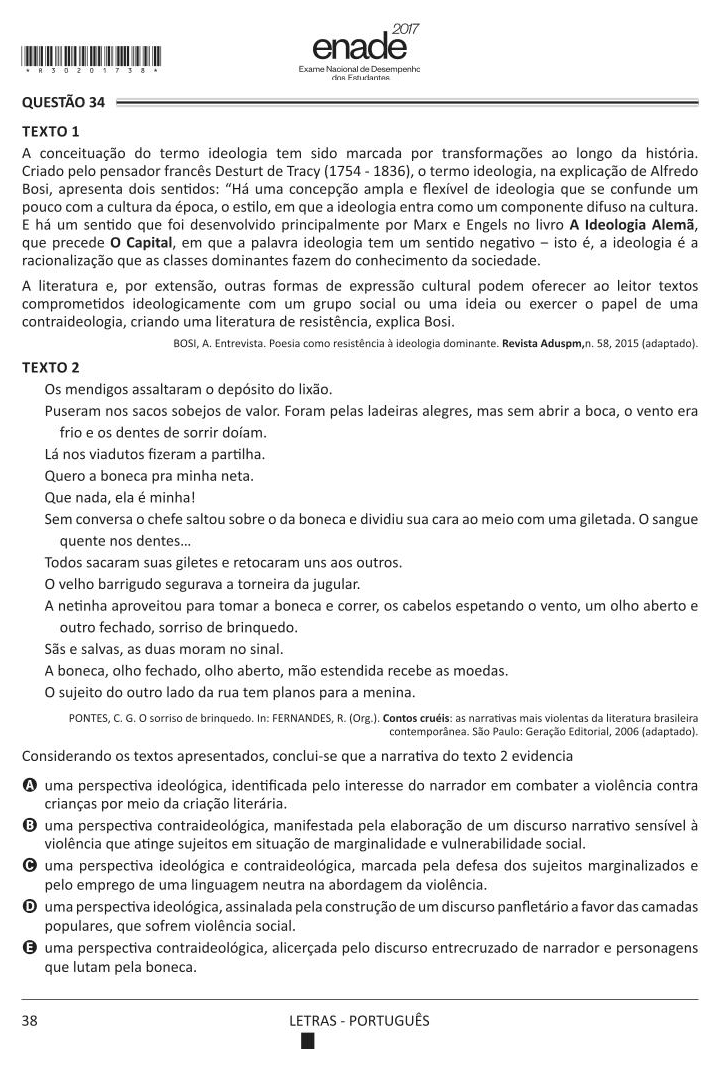 2017
enade
Exame Nacional de Desempenho
dos Estudantes
* R 3 0 2 0 1 7 3 8 *
QUESTÃO 34
TEXTO 1
A conceituação do termo ideologia tem sido marcada por transformações ao longo da história.
Criado pelo pensador francês Desturt de Tracy (1754 - 1836), o termo ideologia, na explicação de Alfredo
Bosi, apresenta dois sentidos: “Há uma concepção ampla e flexível de ideologia que se confunde um
pouco com a cultura da época, o estilo, em que a ideologia entra como um componente difuso na cultura.
E há um sentido que foi desenvolvido principalmente por Marx e Engels no livro A Ideologia Alemã,
que precede O Capital, em que a palavra ideologia tem um sentido negativo – isto é, a ideologia é a
racionalização que as classes dominantes fazem do conhecimento da sociedade.
A literatura e, por extensão, outras formas de expressão cultural podem oferecer ao leitor textos
comprometidos ideologicamente com um grupo social ou uma ideia ou exercer o papel de uma
contraideologia, criando uma literatura de resistência, explica Bosi.
BOSI, A. Entrevista. Poesia como resistência à ideologia dominante. Revista Aduspm,n. 58, 2015 (adaptado).
TEXTO 2
Os mendigos assaltaram o depósito do lixão.
Puseram nos sacos sobejos de valor. Foram pelas ladeiras alegres, mas sem abrir a boca, o vento era
frio e os dentes de sorrir doíam.
Lá nos viadutos fizeram a partilha.
Quero a boneca pra minha neta.
Que nada, ela é minha!
Sem conversa o chefe saltou sobre o da boneca e dividiu sua cara ao meio com uma giletada. O sangue
quente nos dentes...
Todos sacaram suas giletes e retocaram uns aos outros.
O velho barrigudo segurava a torneira da jugular.
A netinha aproveitou para tomar a boneca e correr, os cabelos espetando o vento, um olho aberto e
outro fechado, sorriso de brinquedo.
Sãs e salvas, as duas moram no sinal.
A boneca, olho fechado, olho aberto, mão estendida recebe as moedas.
O sujeito do outro lado da rua tem planos para a menina.
PONTES, C. G. O sorriso de brinquedo. In: FERNANDES, R. (Org.). Contos cruéis: as narrativas mais violentas da literatura brasileira
contemporânea. São Paulo: Geração Editorial, 2006 (adaptado).
Considerando os textos apresentados, conclui-se que a narrativa do texto 2 evidencia
A uma perspectiva ideológica, identificada pelo interesse do narrador em combater a violência contra
crianças por meio da criação literária.
B uma perspectiva contraideológica, manifestada pela elaboração de um discurso narrativo sensível à
violência que atinge sujeitos em situação de marginalidade e vulnerabilidade social.
C uma perspectiva ideológica e contraideológica, marcada pela defesa dos sujeitos marginalizados e
pelo emprego de uma linguagem neutra na abordagem da violência.
D uma perspectiva ideológica, assinalada pela construção de um discurso panfletário a favor das camadas
populares, que sofrem violência social.
E uma perspectiva contraideológica, alicerçada pelo discurso entrecruzado de narrador e personagens
que lutam pela boneca.
38
LETRAS - PORTUGUÊS